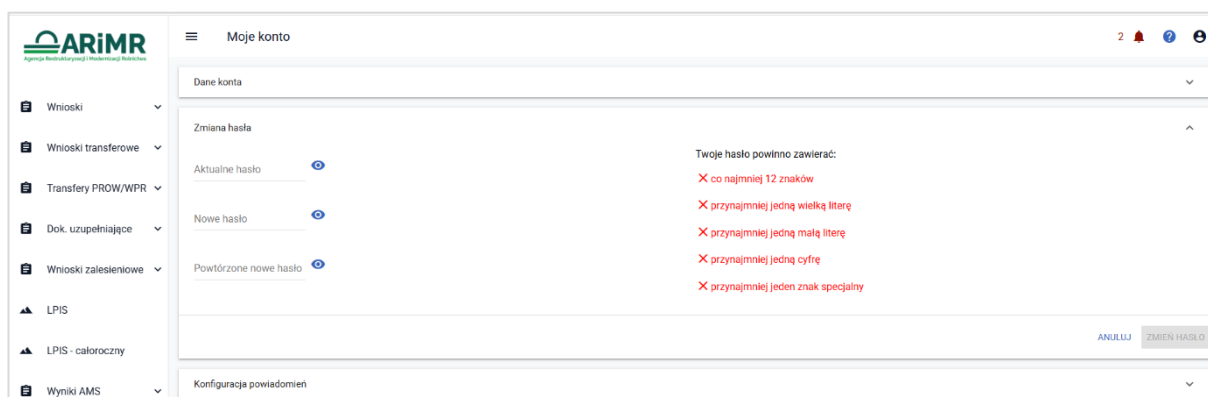 ARiMR
Agencja Restrukturyzacji i Modernizacji Rolnictwa
Moje konto
2
Wnioski
Wnioski transferowe
Transfery PROW/WPR
Dok. uzupełniające
Wnioski zalesieniowe
LPIS
LPIS - całoroczny
Wyniki AMS
Dane konta
Zmiana hasła
Aktualne hasło
Nowe hasło
Powtórzone nowe hasło
Twoje hasło powinno zawierać:
co najmniej 12 znaków
przynajmniej jedną wielką literę
przynajmniej jedną małą literę
przynajmniej jedną cyfrę
przynajmniej jeden znak specjalny
ANULUJ ZMIEŃ HASŁO
Konfiguracja powiadomień